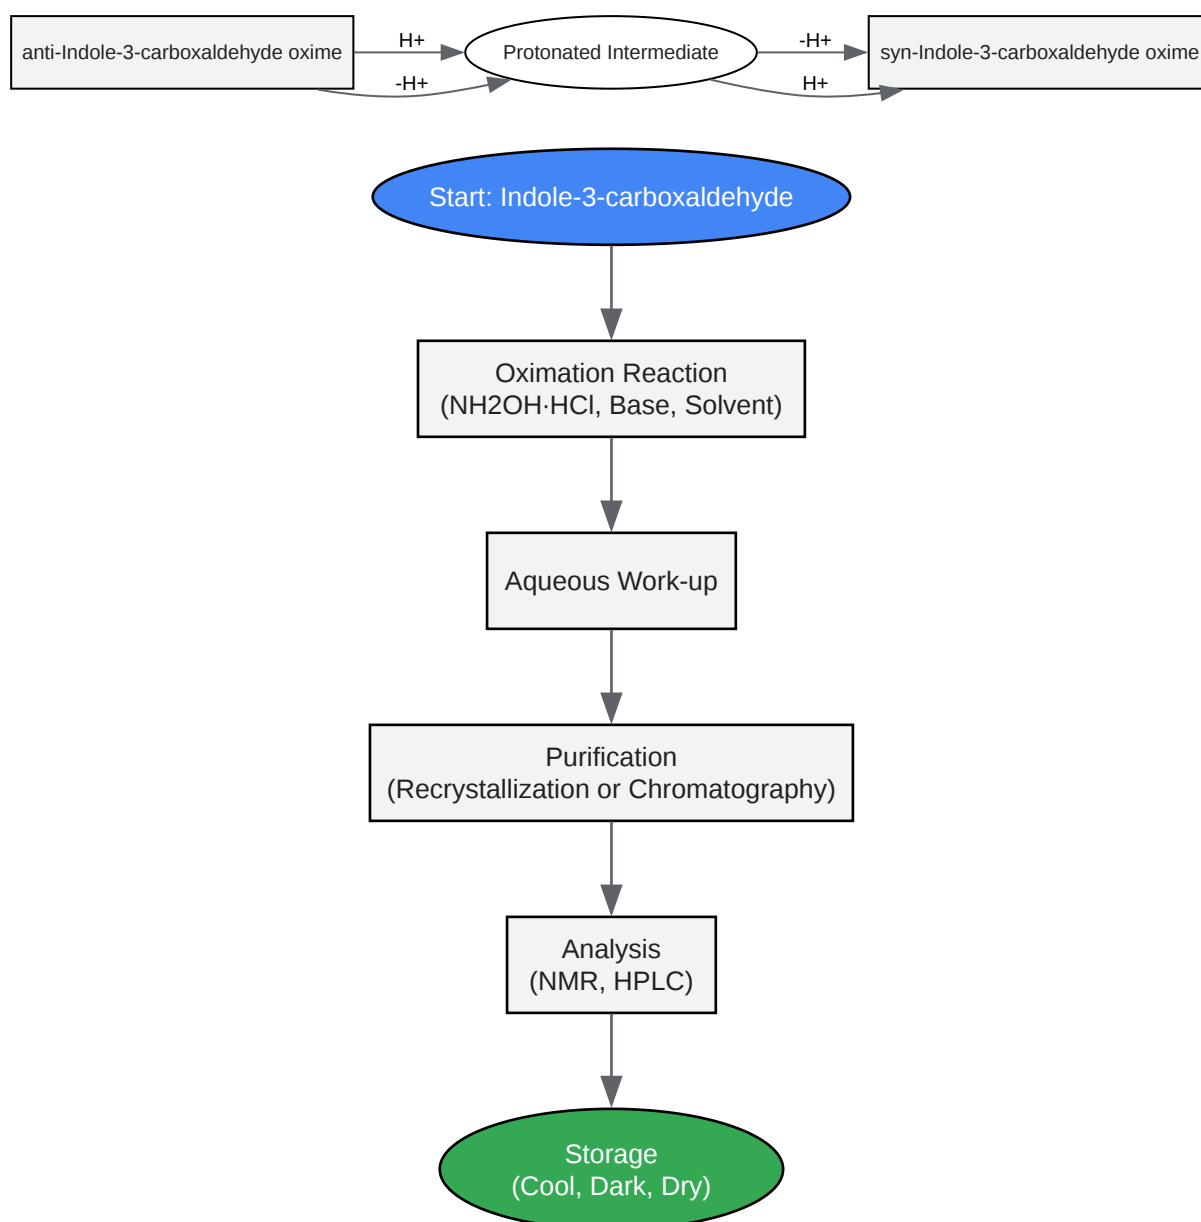 anti-Indole-3-carboxaldehyde oxime
H+
-H+
Protonated Intermediate
-H+
H+
syn-Indole-3-carboxaldehyde oxime
Start: Indole-3-carboxaldehyde
Oximation Reaction
(NH2OH·HCl, Base, Solvent)
Aqueous Work-up
Purification
(Recrystallization or Chromatography)
Analysis
(NMR, HPLC)
Storage
(Cool, Dark, Dry)